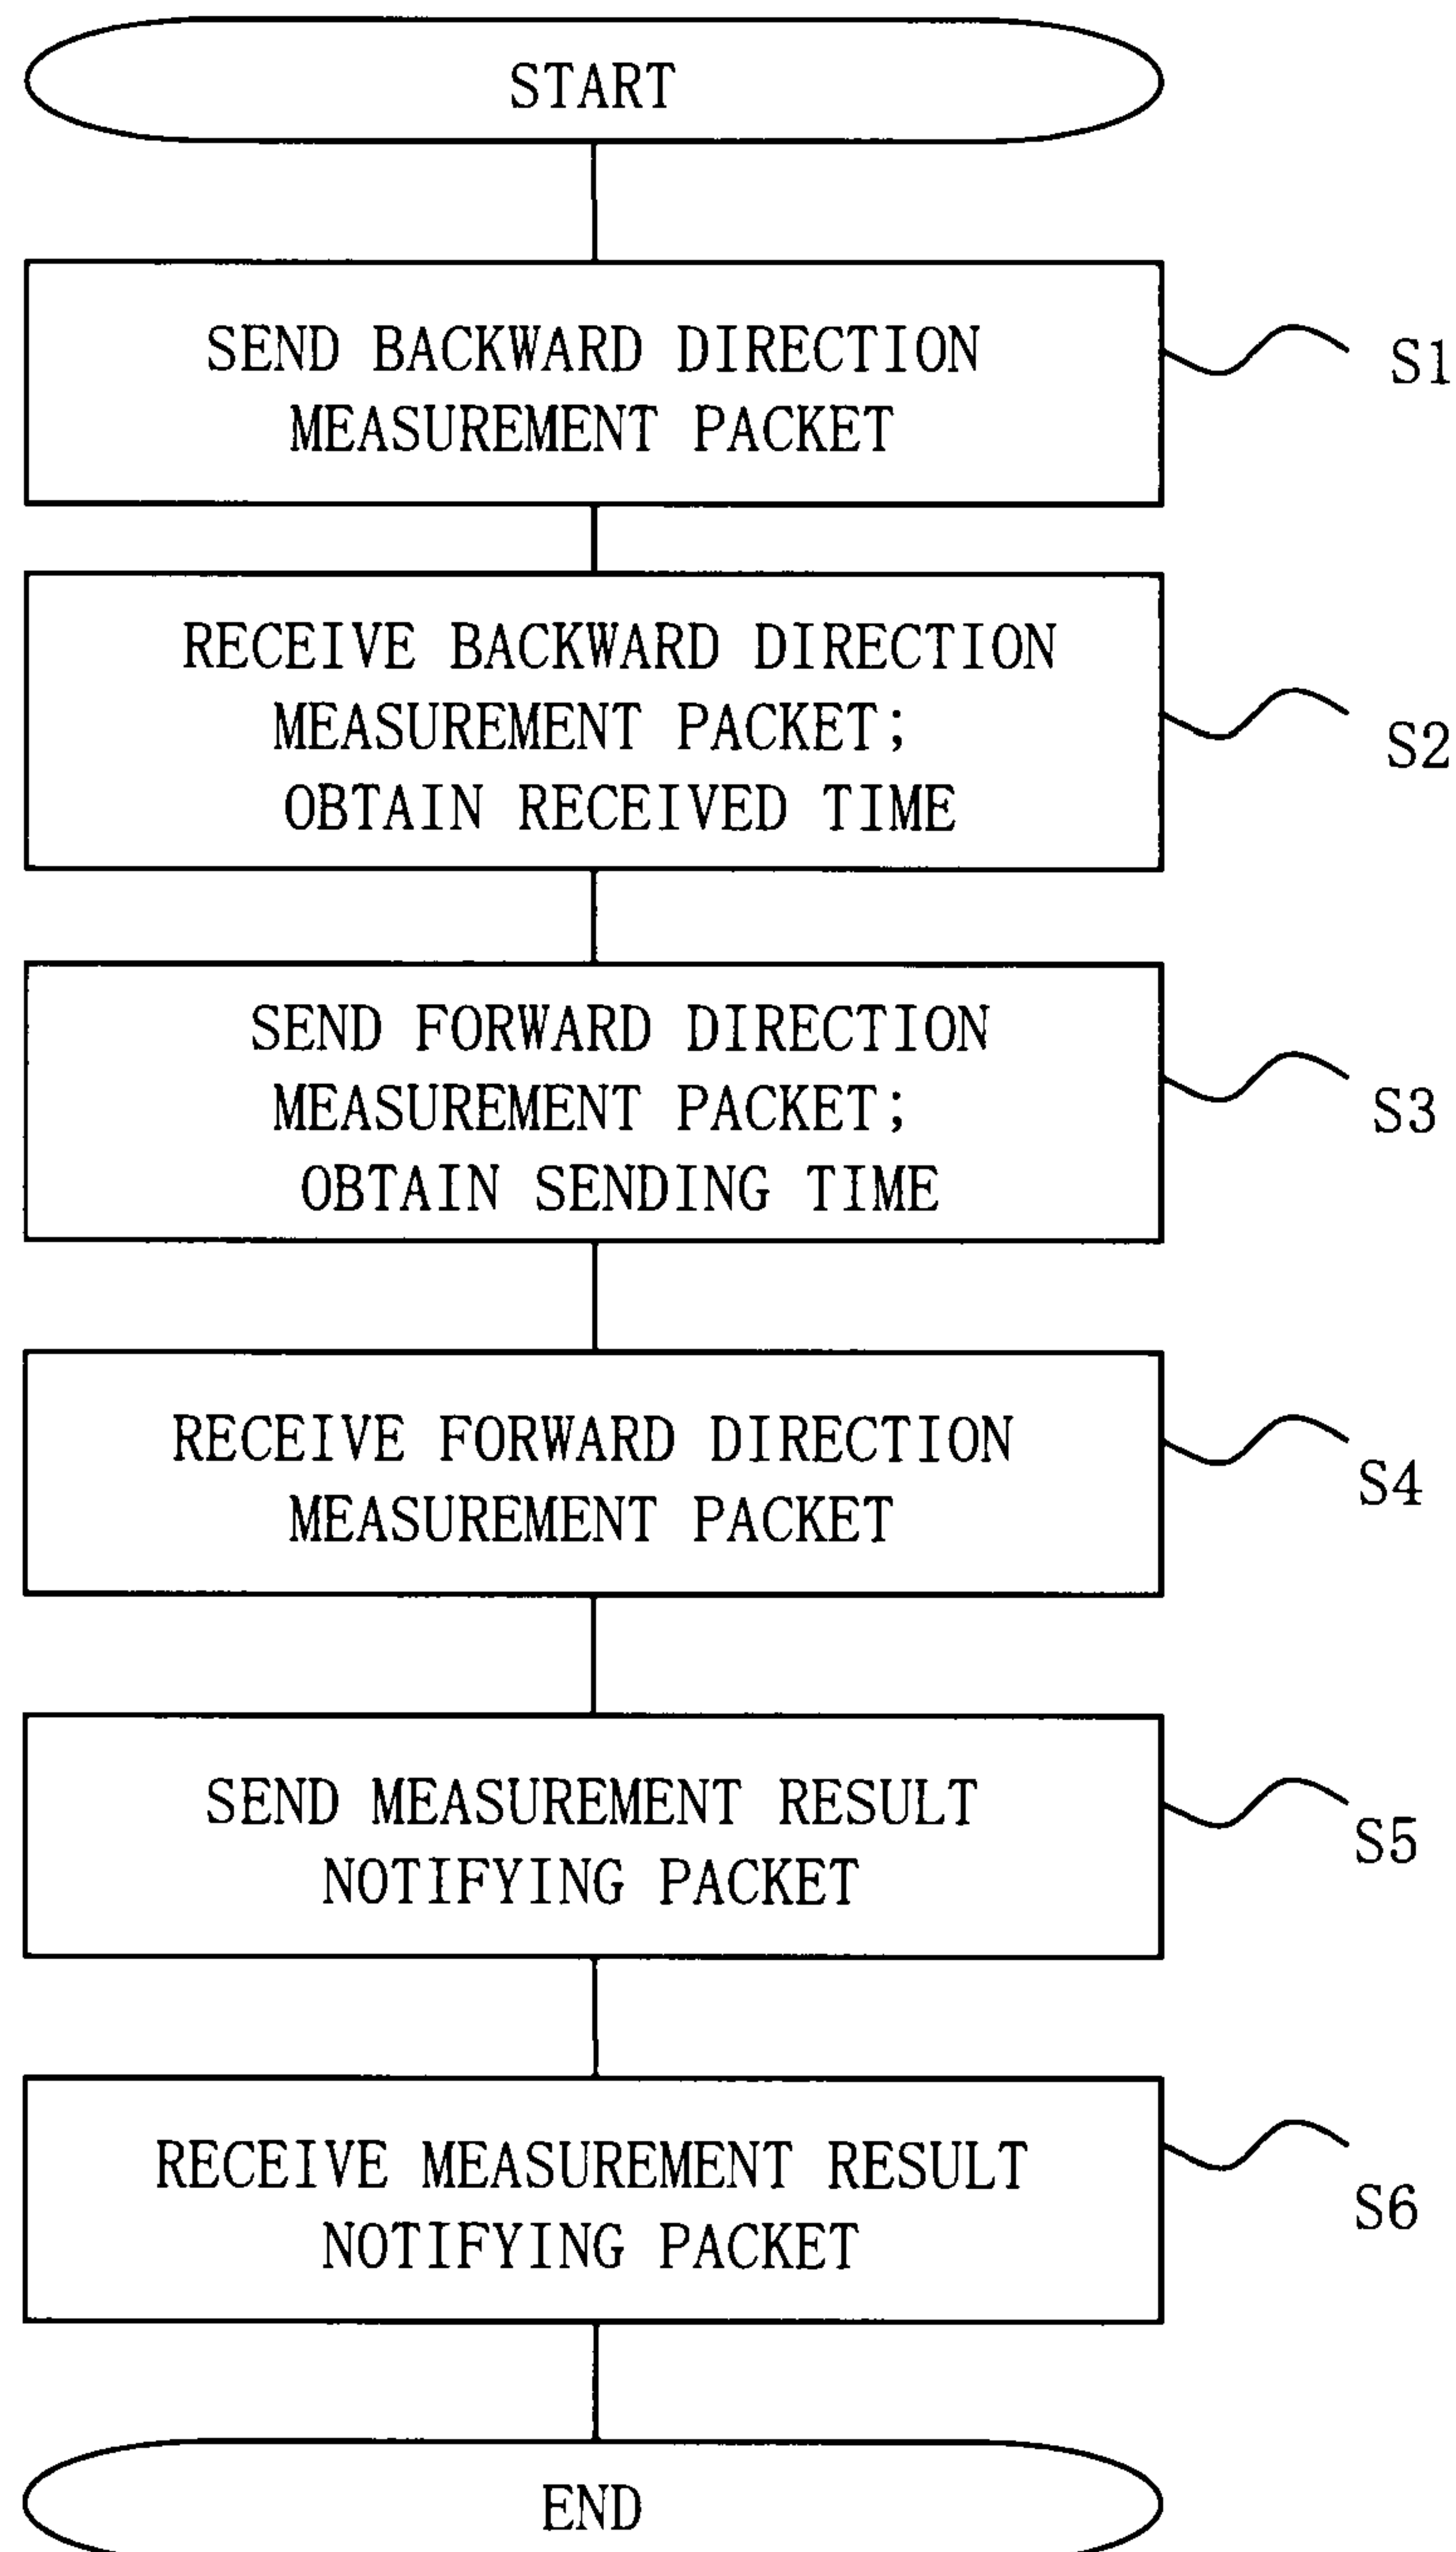 START
SEND BACKWARD DIRECTION
MEASUREMENT PACKET
S1
RECEIVE BACKWARD DIRECTION
MEASUREMENT PACKET;
OBTAIN RECEIVED TIME
S2
SEND FORWARD DIRECTION
MEASUREMENT PACKET;
OBTAIN SENDING TIME
S3
RECEIVE FORWARD DIRECTION
MEASUREMENT PACKET
S4
SEND MEASUREMENT RESULT
NOTIFYING PACKET
S5
RECEIVE MEASUREMENT RESULT
NOTIFYING PACKET
S6
END